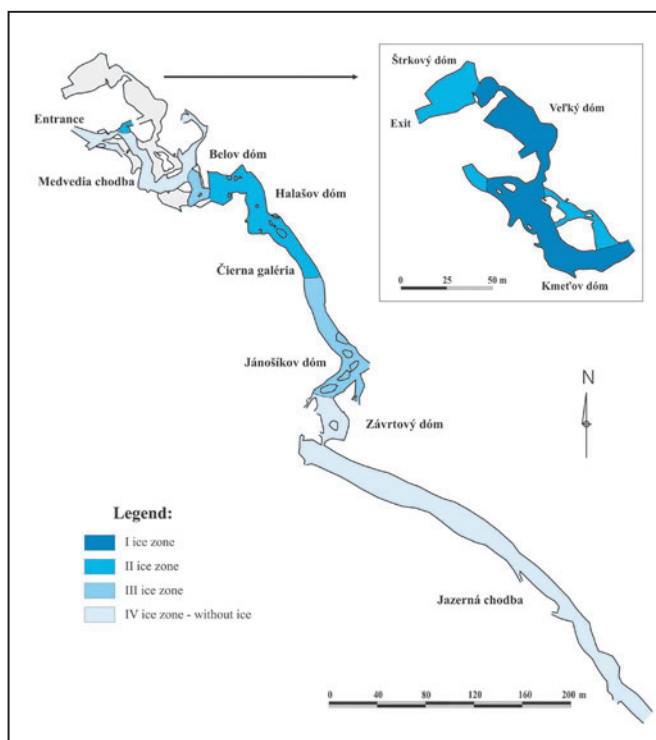 Štrkový dóm
Entrance
Veľký dóm
Exit
Belov dóm
Medvedia chodba
Halašov dóm
Čierna galéria
0 25 50 m
Kmeťov dóm
Jánošíkov dóm
N
Závrtový dóm
Legend:
I ice zone
II ice zone
III ice zone
IV ice zone - without ice
Jazerná chodba
0 40 80 120 160 200 m